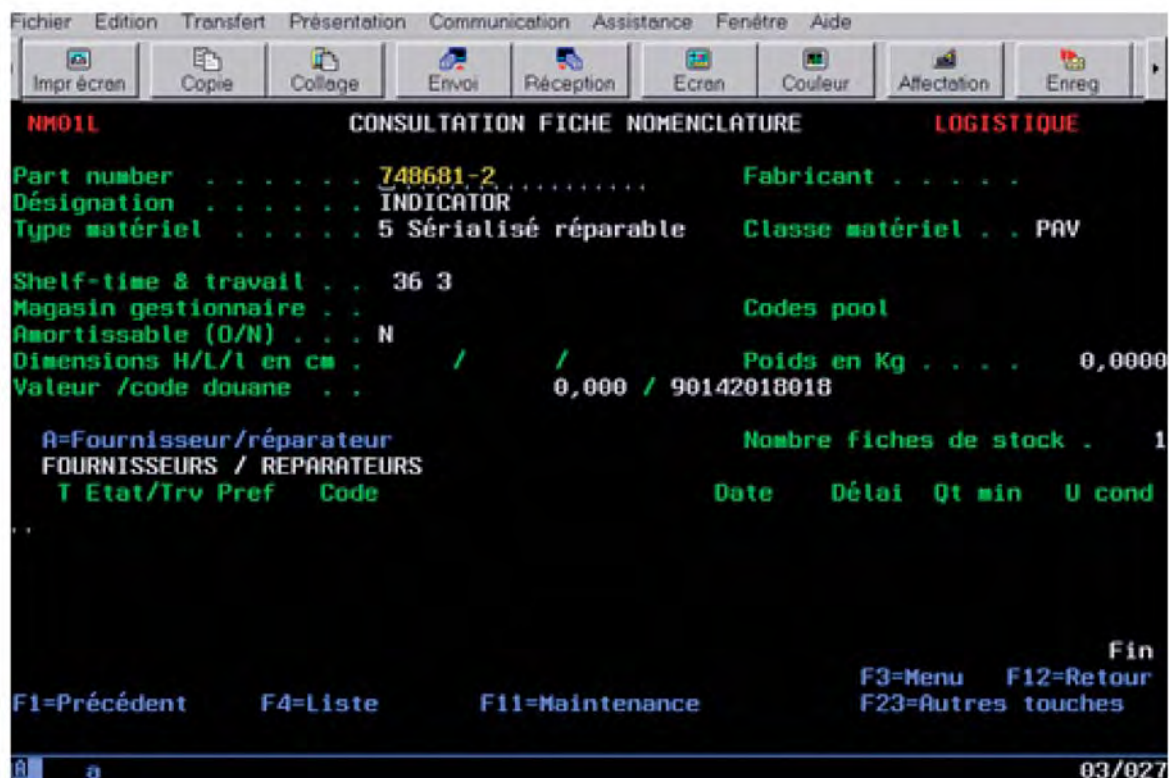 Fichier Edition Transfert Présentation Communication Assistance Fenêtre Aide
Impr écran Copie Collage Envoi Réception Ecran Couleur Affectation Enreg
NM01L CONSULTATION FICHE NOMENCLATURE LOGISTIQUE
Part number . . . . . . 748681-2 Fabricant . . . . .
Désignation . . . . . . INDICATOR
Type matériel . . . . . 5 Sérialisé réparable Classe matériel . . PAV
Shelf-time & travail . . 36 3
Magasin gestionnaire . . Codes pool
Amortissable (O/N) . . . N
Dimensions H/L/l en cm . / / Poids en Kg . . . . 0,0000
Valeur /code douane . . 0,000 / 90142018018
A=Fournisseur/réparateur Nombre fiches de stock . 1
FOURNISSEURS / REPARATEURS
T Etat/Trv Pref Code Date Délai Qt min U cond
Fin
F3=Menu F12=Retour
F1=Précédent F4=Liste F11=Maintenance F23=Autres touches
A a 03/027